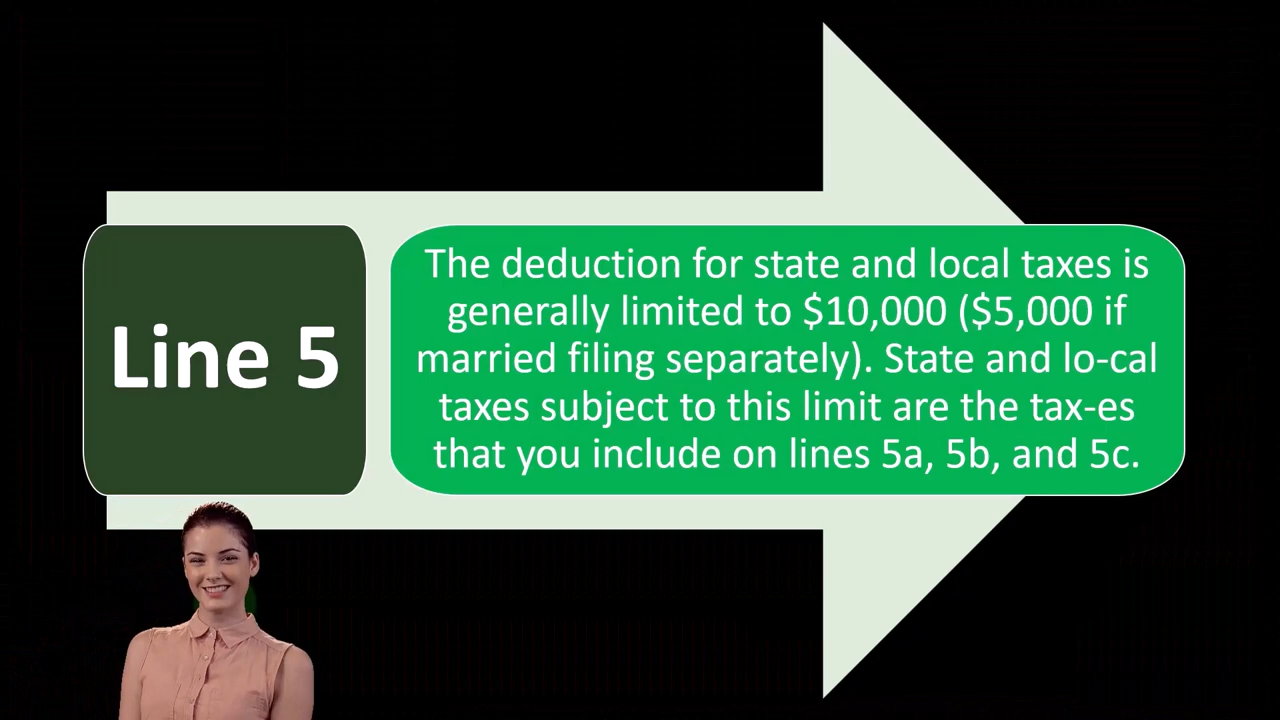 Line 5
The deduction for state and local taxes is
generally limited to $10,000 ($5,000 if
married filing separately). State and lo-cal
taxes subject to this limit are the tax-es
that you include on lines 5a, 5b, and 5c.